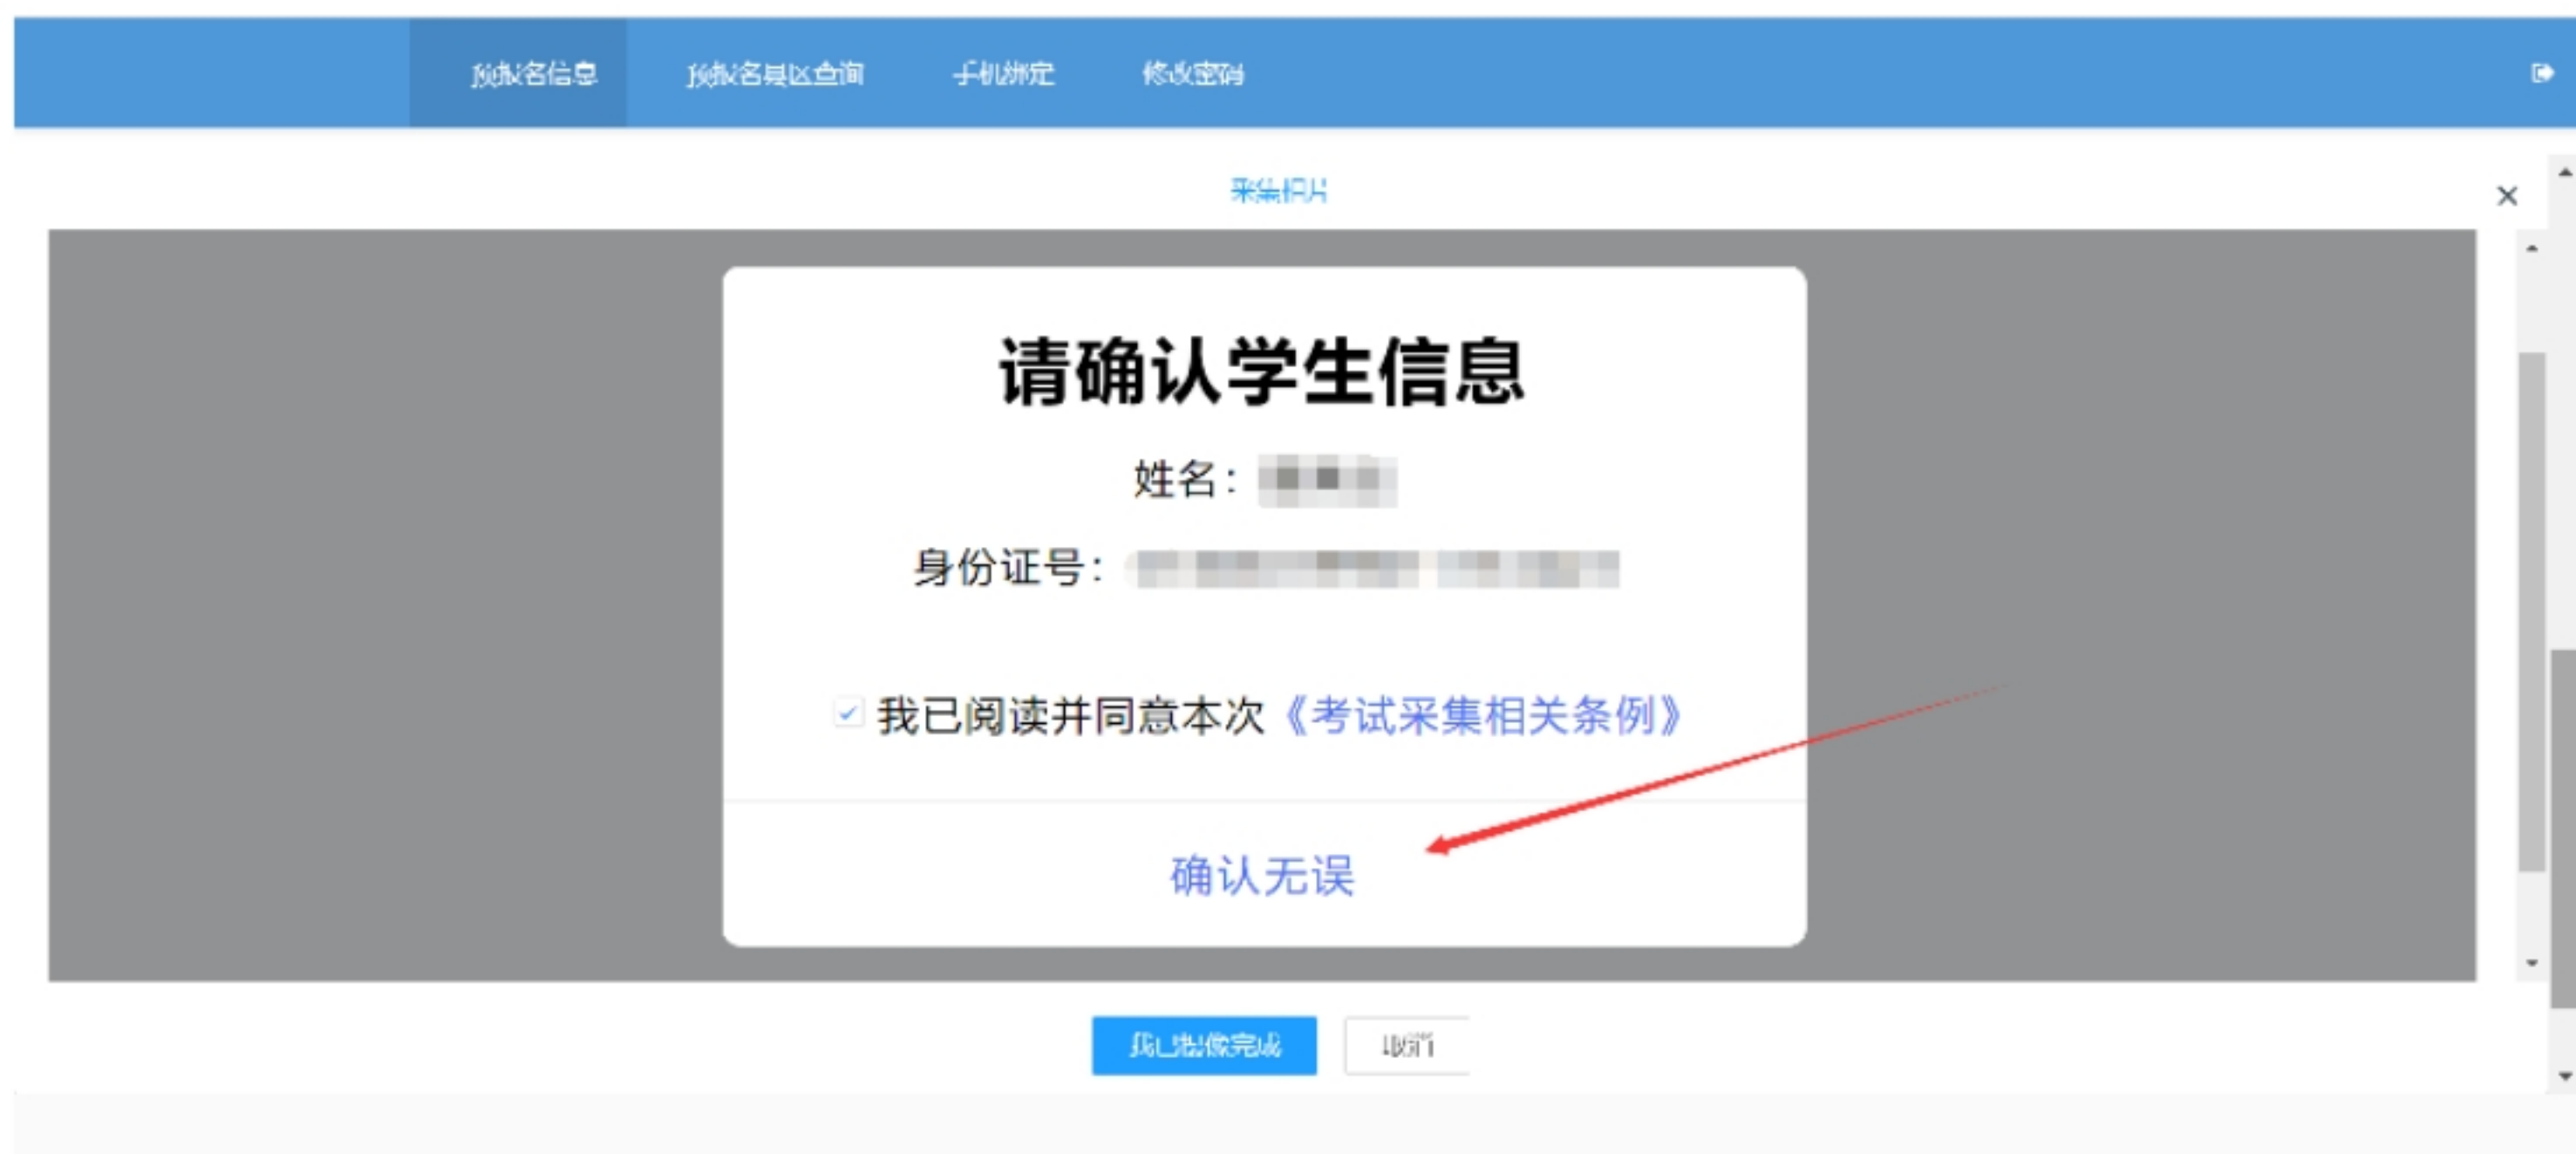 预报名信息 预报名县区查询 手机绑定 修改密码
采集相片
请确认学生信息
姓名：
身份证号：
我已阅读并同意本次《考试采集相关条例》
确认无误
取消